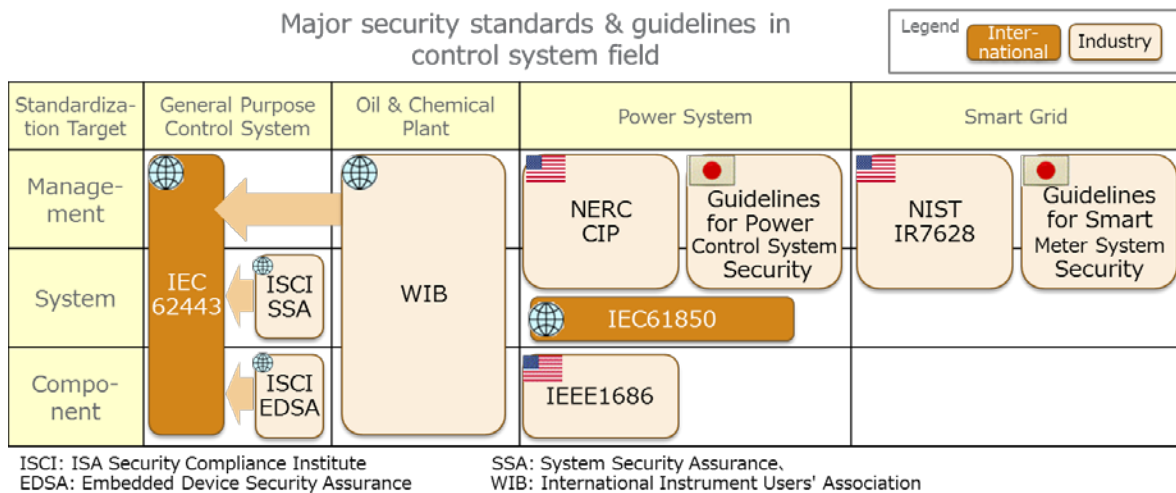 Major security standards & guidelines in
control system field
Legend
Inter-
national
Industry
Standardiza-
tion Target
General Purpose
Control System
Oil & Chemical
Plant
Power System
Smart Grid
Manage-
ment
System
Compo-
nent
IEC
62443
ISCI
SSA
ISCI
EDSA
WIB
NERC
CIP
Guidelines
for Power
Control System
Security
IEC61850
IEEE1686
NIST
IR7628
Guidelines
for Smart
Meter System
Security
ISCI: ISA Security Compliance Institute
SSA: System Security Assurance、
EDSA: Embedded Device Security Assurance
WIB: International Instrument Users' Association